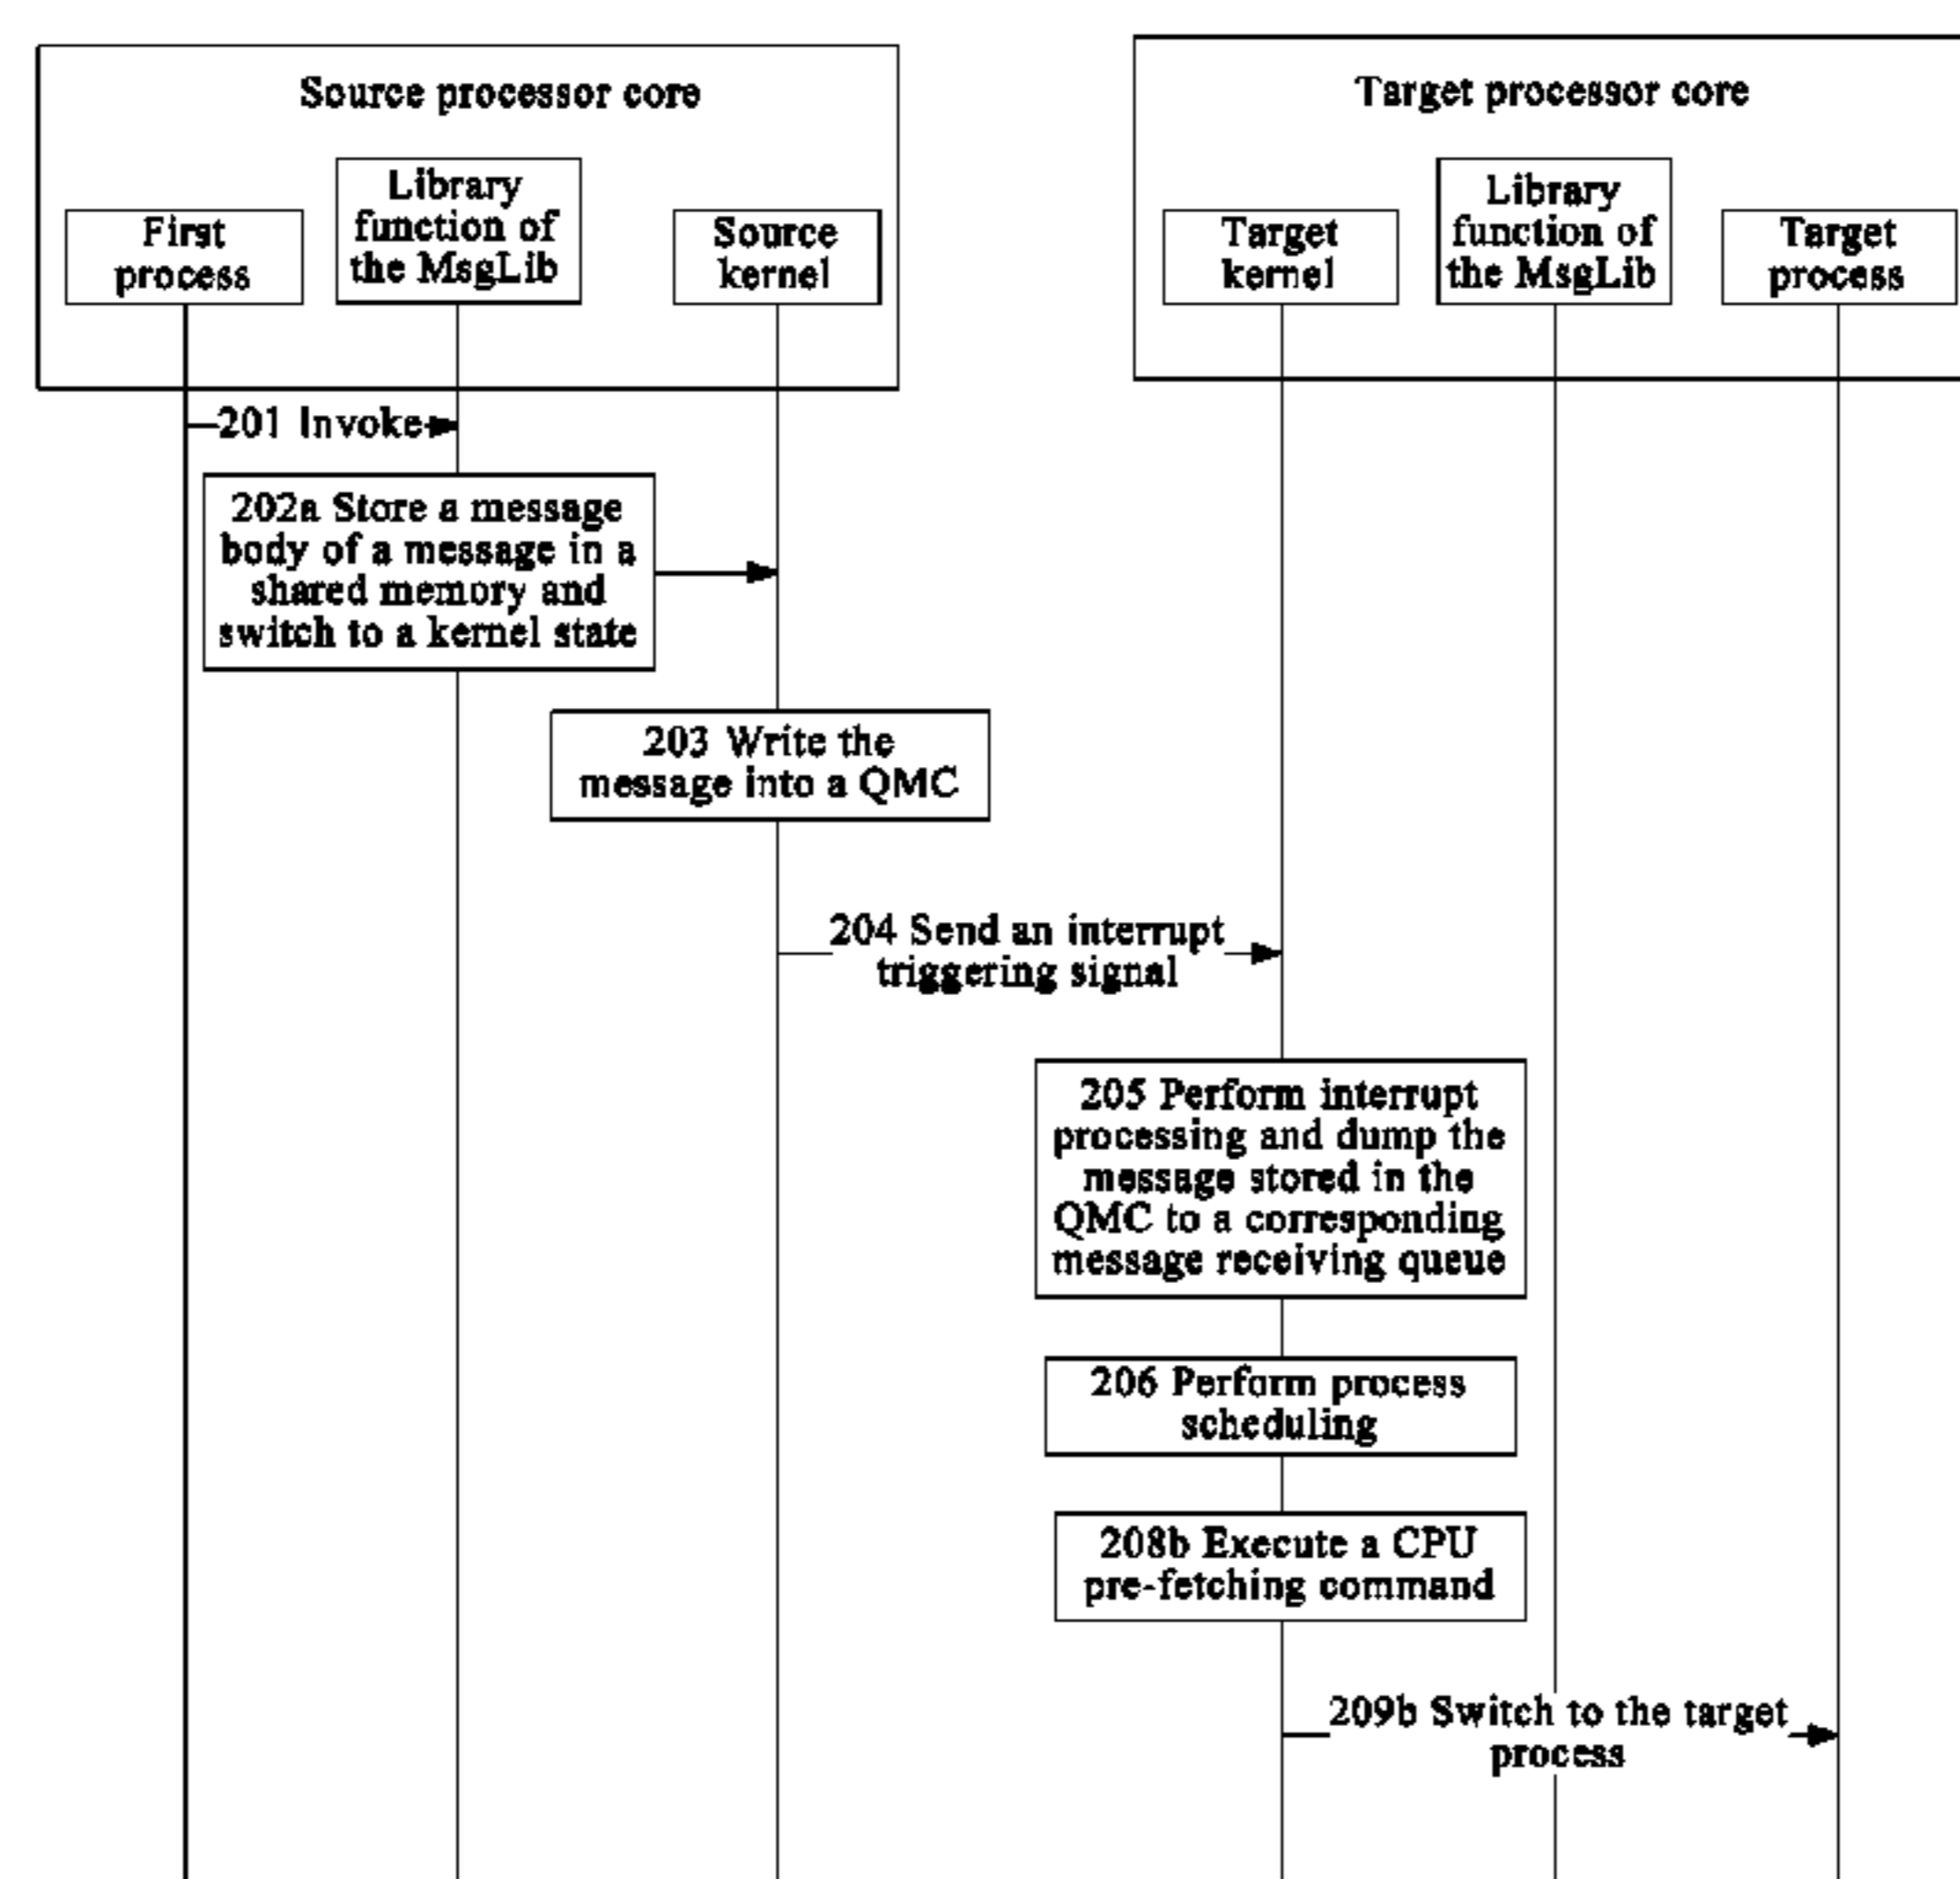 Source processor core
First
process
Library
function of
the MsgLib
Source
kernel
Target processor core
Target
kernel
Library
function of
the MsgLib
Target
process
201 Invoke
202a Store a message
body of a message in a
shared memory and
switch to a kernel state
203 Write the
message into a QMC
204 Send an interrupt
triggering signal
205 Perform interrupt
processing and dump the
message stored in the
QMC to a corresponding
message receiving queue
206 Perform process
scheduling
208b Execute a CPU
pre-fetching command
209b Switch to the target
process